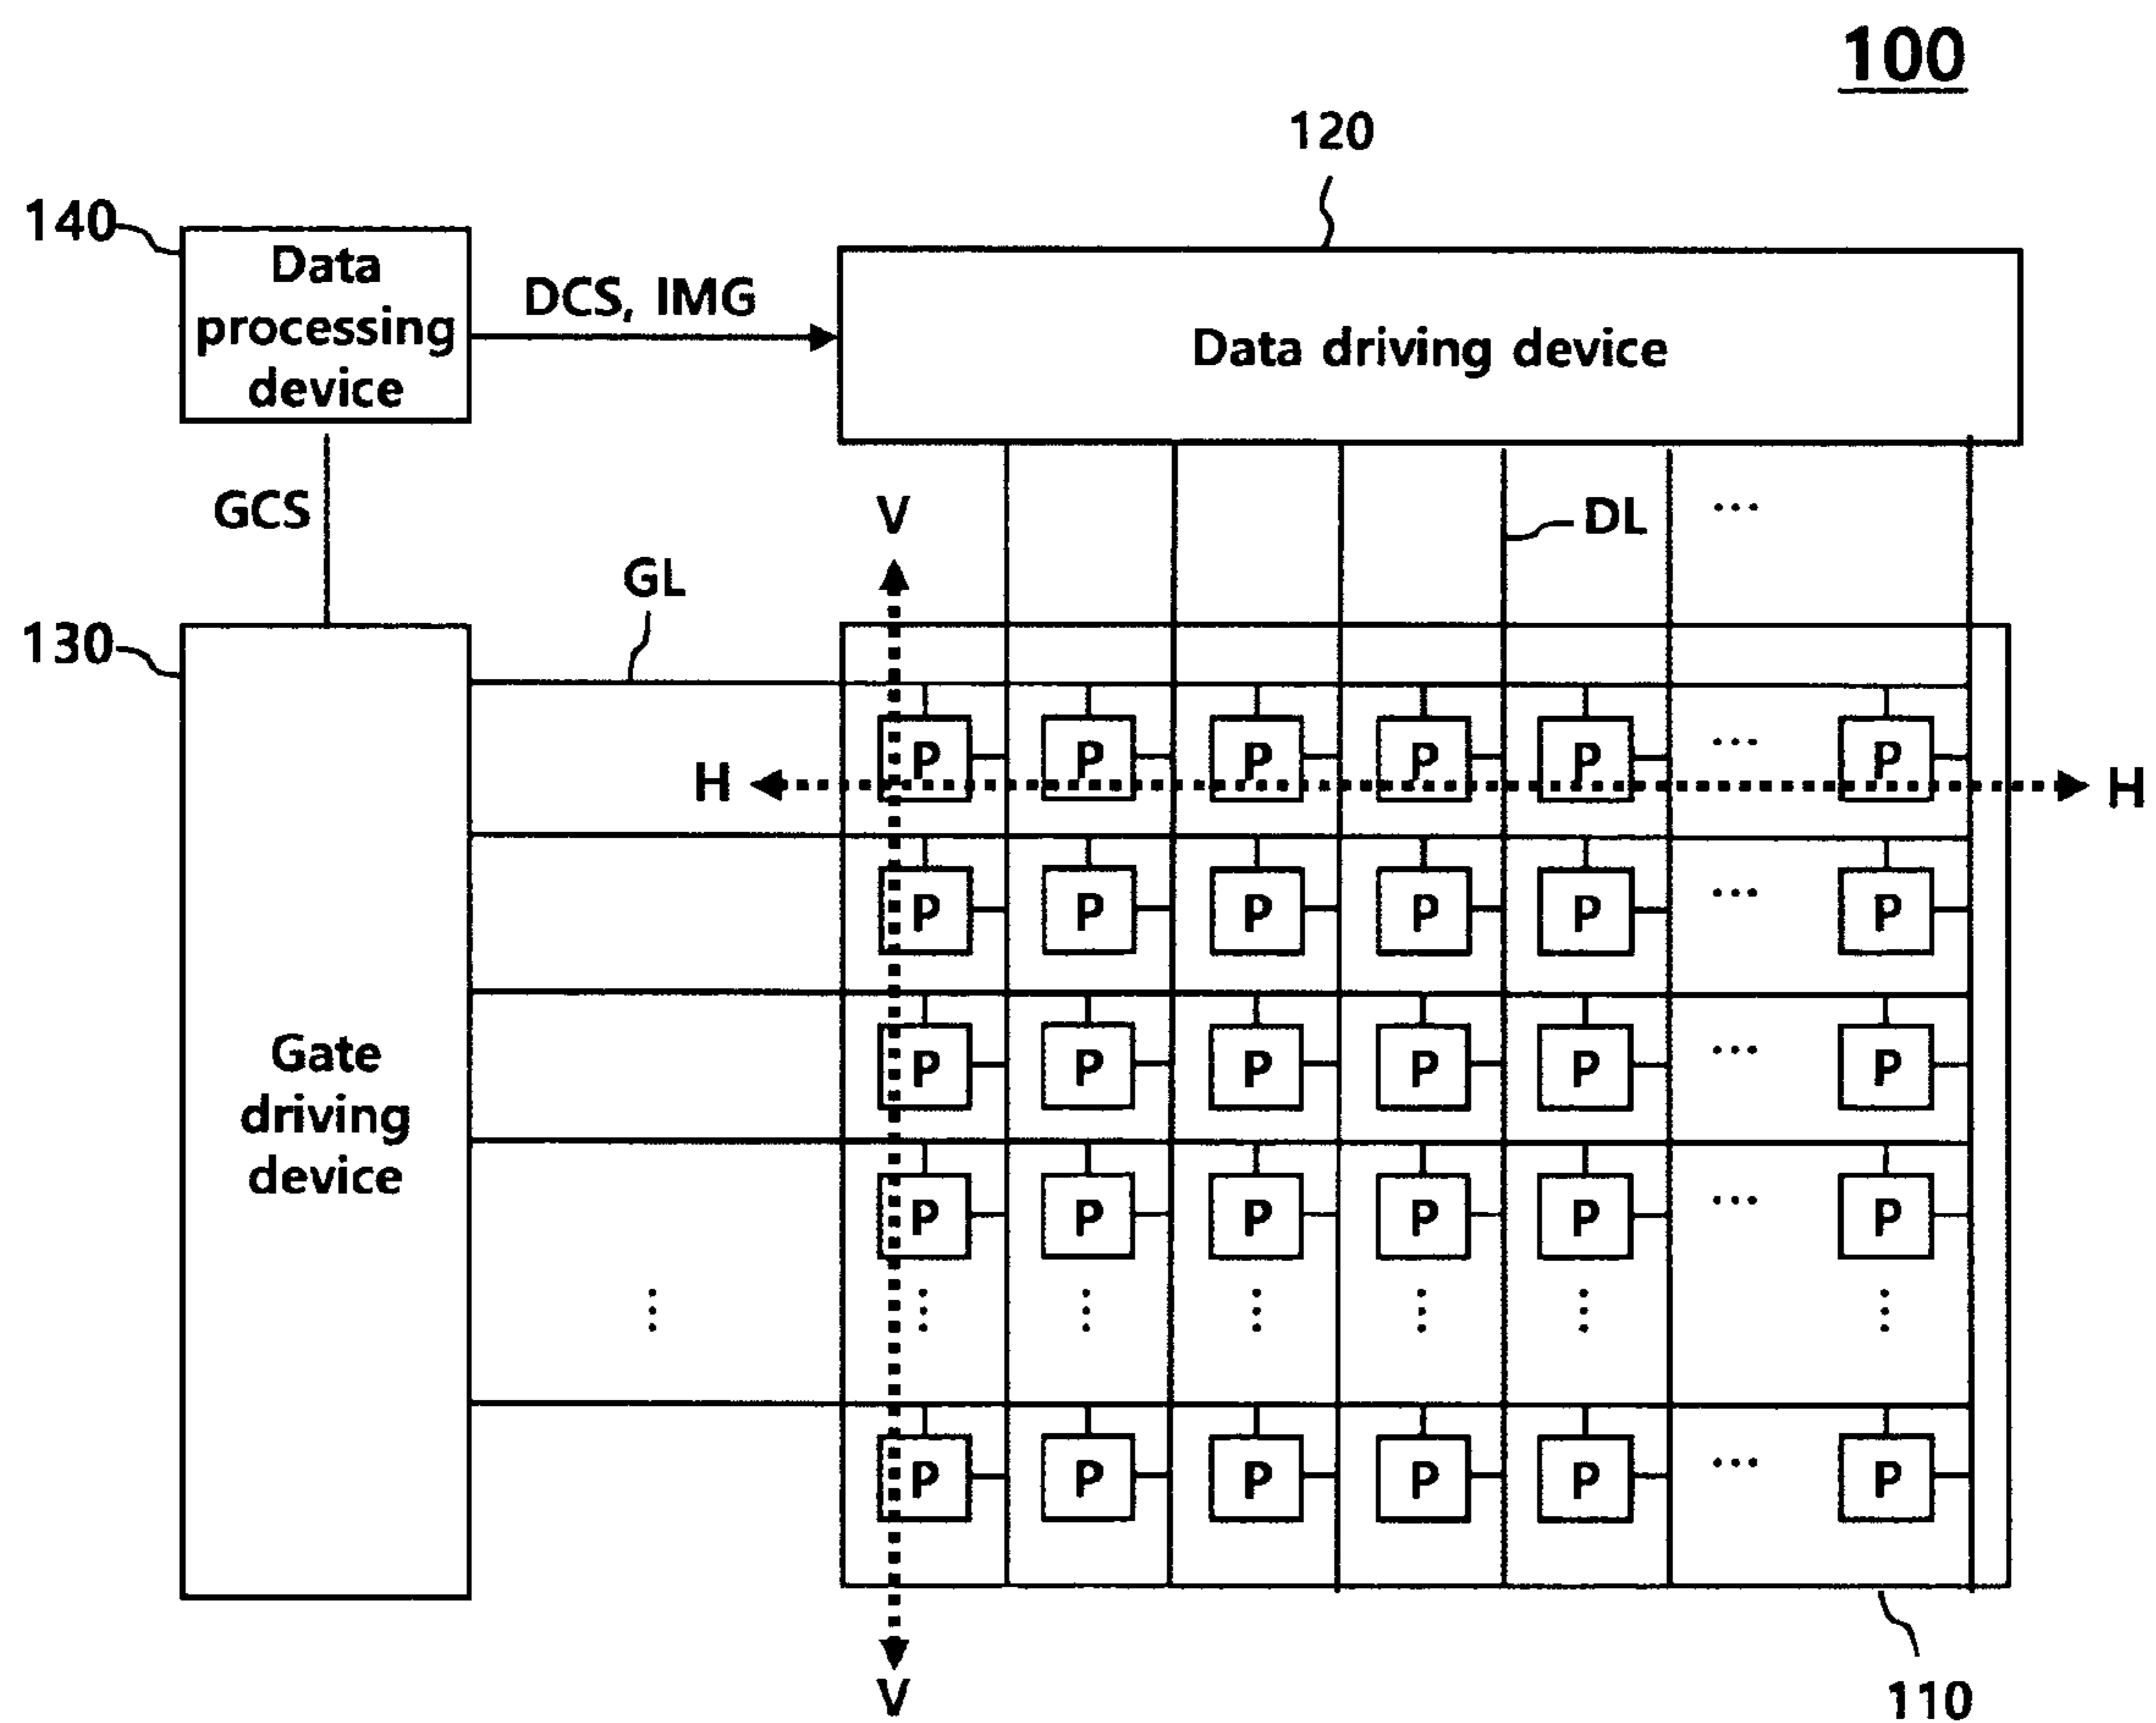 100
120
140
Data
processing
device
DCS, IMG
Data driving device
GCS
V
DL
...
GL
130
P P P P P ... P
H H
P P P P P ... P
P P P P P ... P
Gate
driving
device
P P P P P ... P
P P P P P ... P
V
110